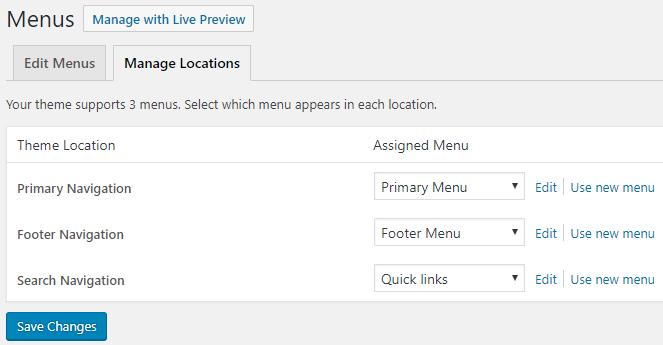 Menus Manage with Live Preview
Edit Menus Manage Locations
Your theme supports 3 menus. Select which menu appears in each location.
Theme Location Assigned Menu
Primary Navigation Primary Menu Edit Use new menu
Footer Navigation Footer Menu Edit Use new menu
Search Navigation Quick links Edit Use new menu
Save Changes